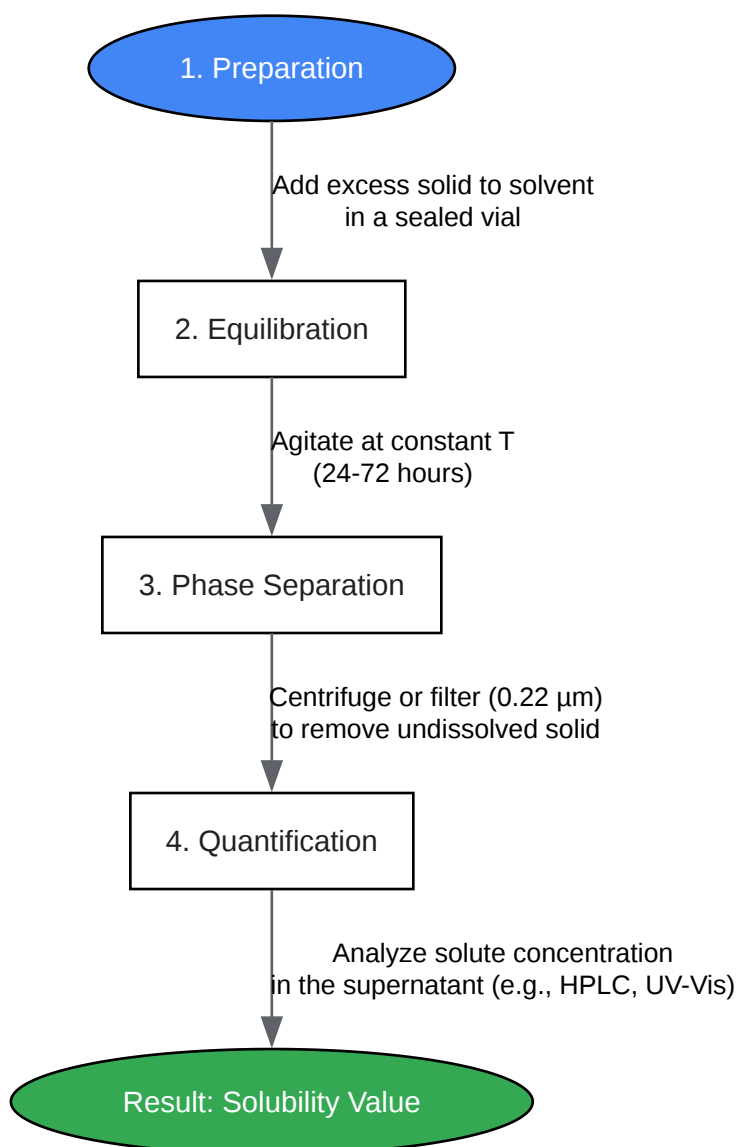 1. Preparation
Add excess solid to solvent
in a sealed vial
2. Equilibration
Agitate at constant T
(24-72 hours)
3. Phase Separation
Centrifuge or filter (0.22 µm)
to remove undissolved solid
4. Quantification
Analyze solute concentration
in the supernatant (e.g., HPLC, UV-Vis)
Result: Solubility Value